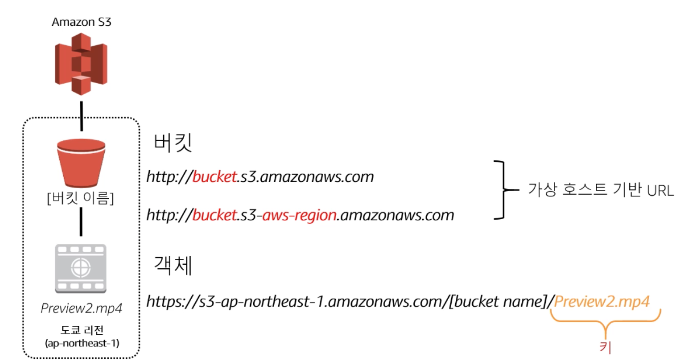 Amazon S3
버킷
http://bucket.s3.amazonaws.com
[버킷 이름]
가상 호스트 기반 URL
http://bucket.s3-aws-region.amazonaws.com
객체
https://s3-ap-northeast-1.amazonaws.com/[bucket name]/Preview2.mp4
Preview2.mp4
도쿄 리전
(ap-northeast-1)
키